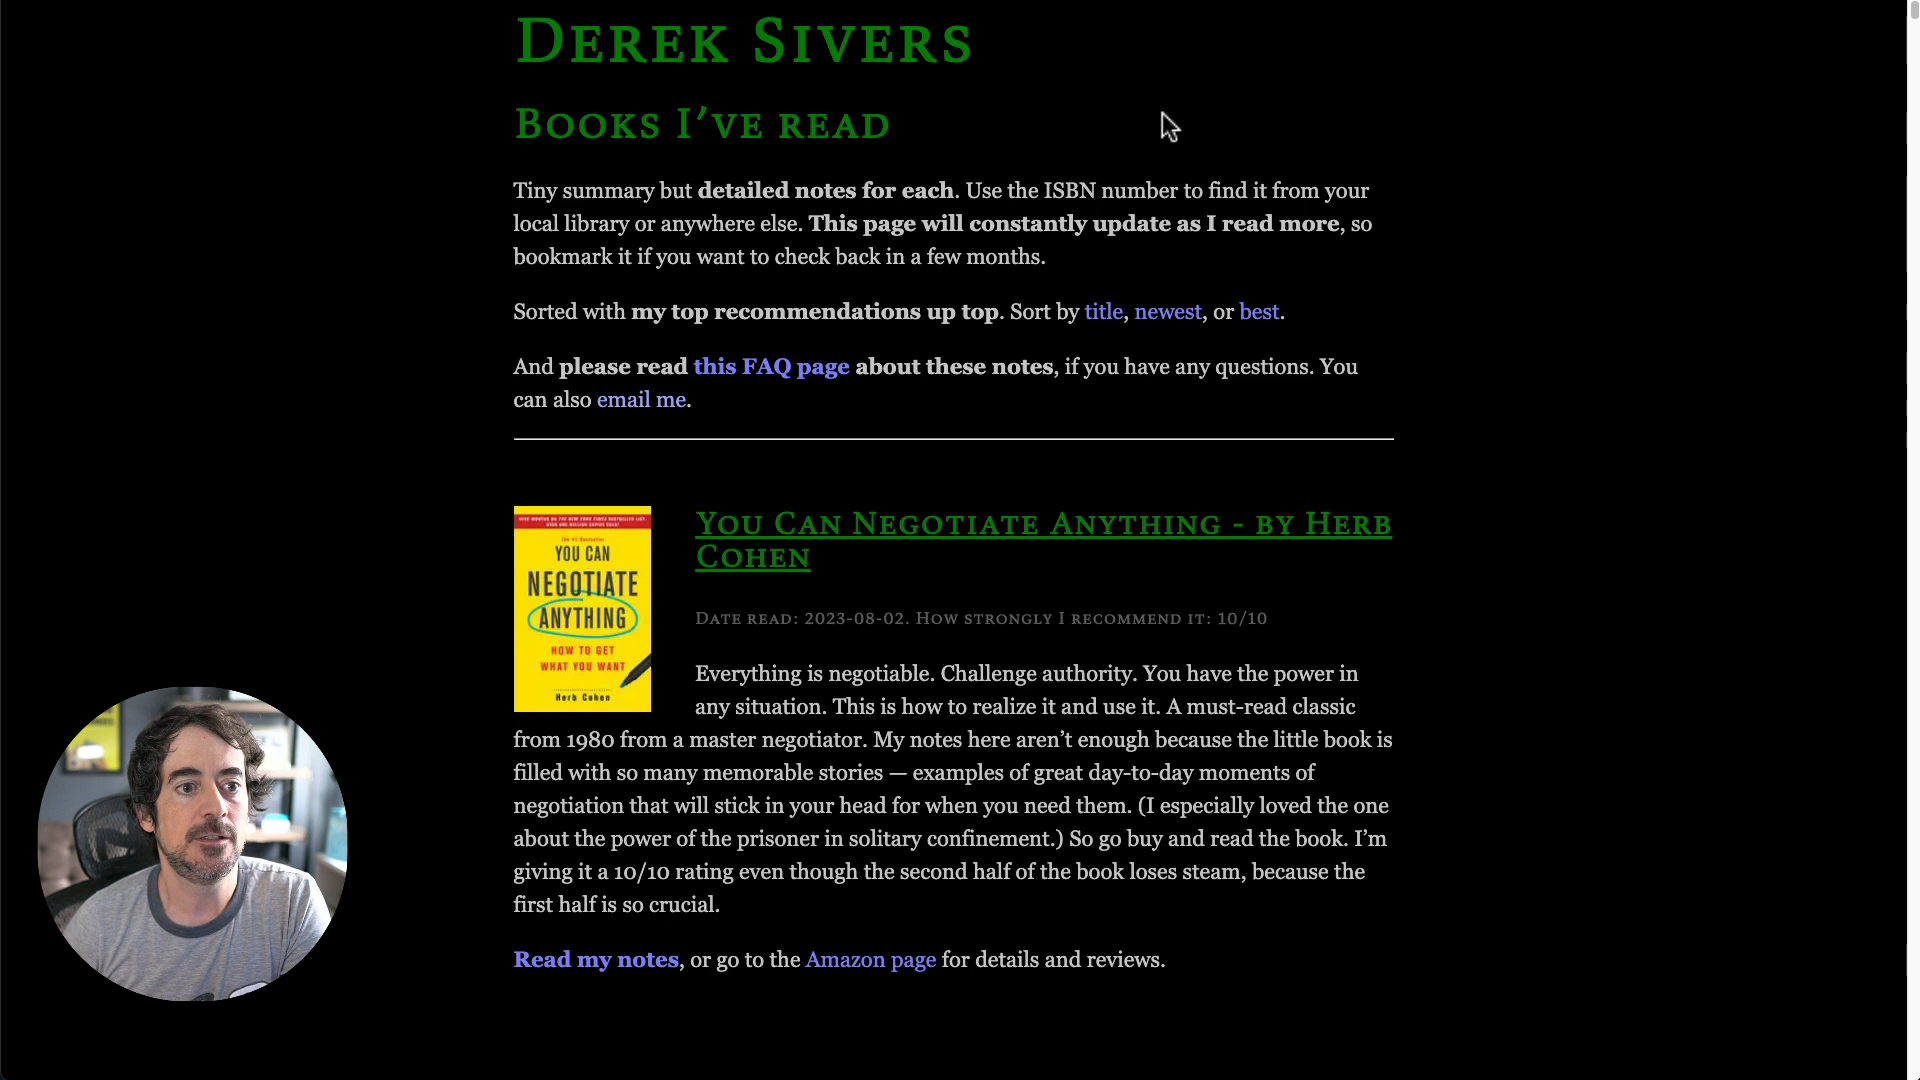 Derek Sivers
Books I’ve read
Tiny summary but detailed notes for each. Use the ISBN number to find it from your
local library or anywhere else. This page will constantly update as I read more, so
bookmark it if you want to check back in a few months.
Sorted with my top recommendations up top. Sort by title, newest, or best.
And please read this FAQ page about these notes, if you have any questions. You
can also email me.
NINE MONTHS ON THE NEW YORK TIMES BESTSELLER LIST,
OVER ONE MILLION COPIES SOLD!
The #1 Bestseller
YOU CAN
NEGOTIATE
ANYTHING
HOW TO GET
WHAT YOU WANT
Herb Cohen
You Can Negotiate Anything - by Herb
Cohen
Date read: 2023-08-02. How strongly I recommend it: 10/10
Everything is negotiable. Challenge authority. You have the power in
any situation. This is how to realize it and use it. A must-read classic
from 1980 from a master negotiator. My notes here aren’t enough because the little book is
filled with so many memorable stories — examples of great day-to-day moments of
negotiation that will stick in your head for when you need them. (I especially loved the one
about the power of the prisoner in solitary confinement.) So go buy and read the book. I’m
giving it a 10/10 rating even though the second half of the book loses steam, because the
first half is so crucial.
Read my notes, or go to the Amazon page for details and reviews.